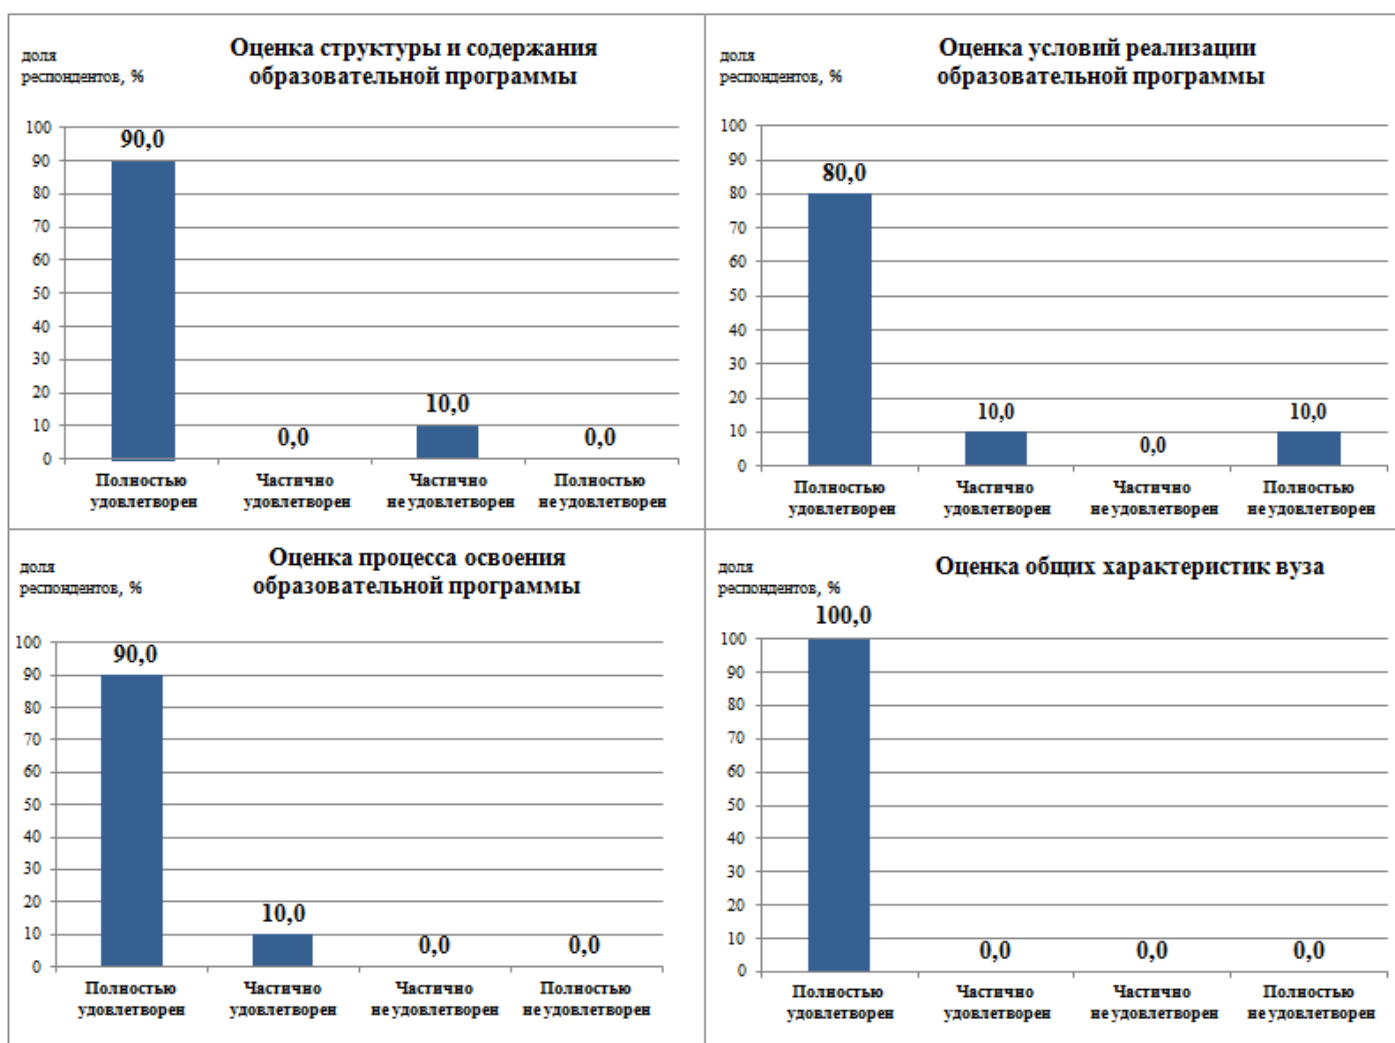 доля
респондентов, %
Оценка структуры и содержания
образовательной программы
100
90
80
70
60
50
40
30
20
10
0
90,0
0,0
10,0
0,0
Полностью
удовлетворен
Частично
удовлетворен
Частично
не удовлетворен
Полностью
не удовлетворен
доля
респондентов, %
Оценка условий реализации
образовательной программы
100
90
80
70
60
50
40
30
20
10
0
80,0
10,0
0,0
10,0
Полностью
удовлетворен
Частично
удовлетворен
Частично
не удовлетворен
Полностью
не удовлетворен
доля
респондентов, %
Оценка процесса освоения
образовательной программы
100
90
80
70
60
50
40
30
20
10
0
90,0
10,0
0,0
0,0
Полностью
удовлетворен
Частично
удовлетворен
Частично
не удовлетворен
Полностью
не удовлетворен
доля
респондентов, %
Оценка общих характеристик вуза
100
90
80
70
60
50
40
30
20
10
0
100,0
0,0
0,0
0,0
Полностью
удовлетворен
Частично
удовлетворен
Частично
не удовлетворен
Полностью
не удовлетворен